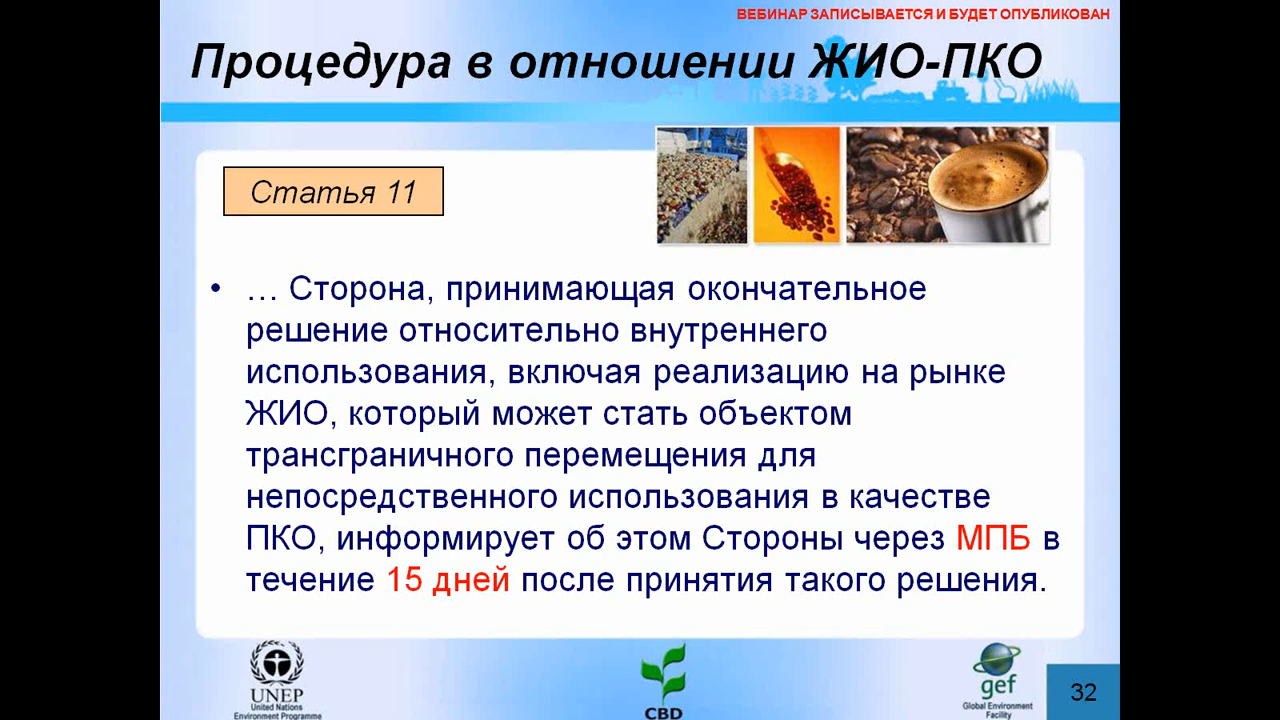 ВЕБИНАР ЗАПИСЫВАЕТСЯ И БУДЕТ ОПУБЛИКОВАН
Процедура в отношении ЖИО-ПКО
Статья 11
• … Сторона, принимающая окончательное
решение относительно внутреннего
использования, включая реализацию на рынке
ЖИО, который может стать объектом
трансграничного перемещения для
непосредственного использования в качестве
ПКО, информирует об этом Стороны через МПБ в
течение 15 дней после принятия такого решения.
UNEP
United Nations
Environment Programme
CBD
gef
Global Environment
Facility
32